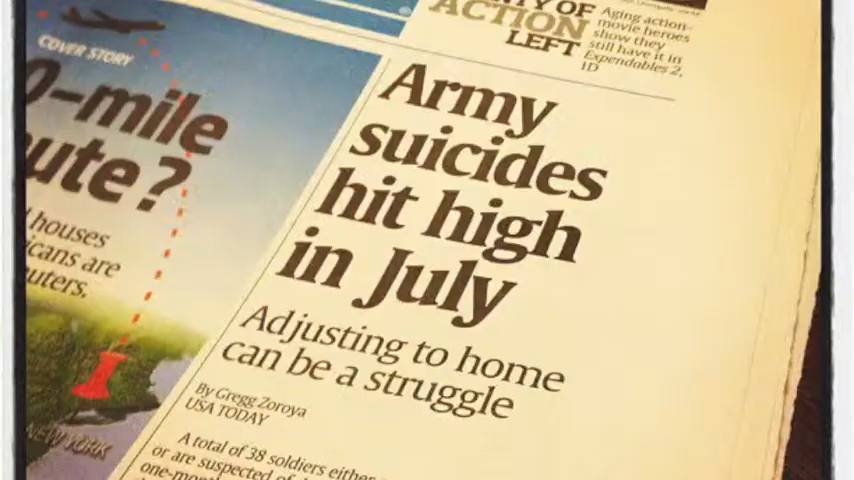 ACTION
LEFT
Aging action-
movie heroes
show they
still have it in
Expendables 2,
1D
COVER STORY
0-mile
ute?
houses
icans are
uters.
NEW YORK
Army
suicides
hit high
in July
Adjusting to home
can be a struggle
By Gregg Zoroya
USA TODAY
A total of 38 soldiers either
or are suspected of
one-mon